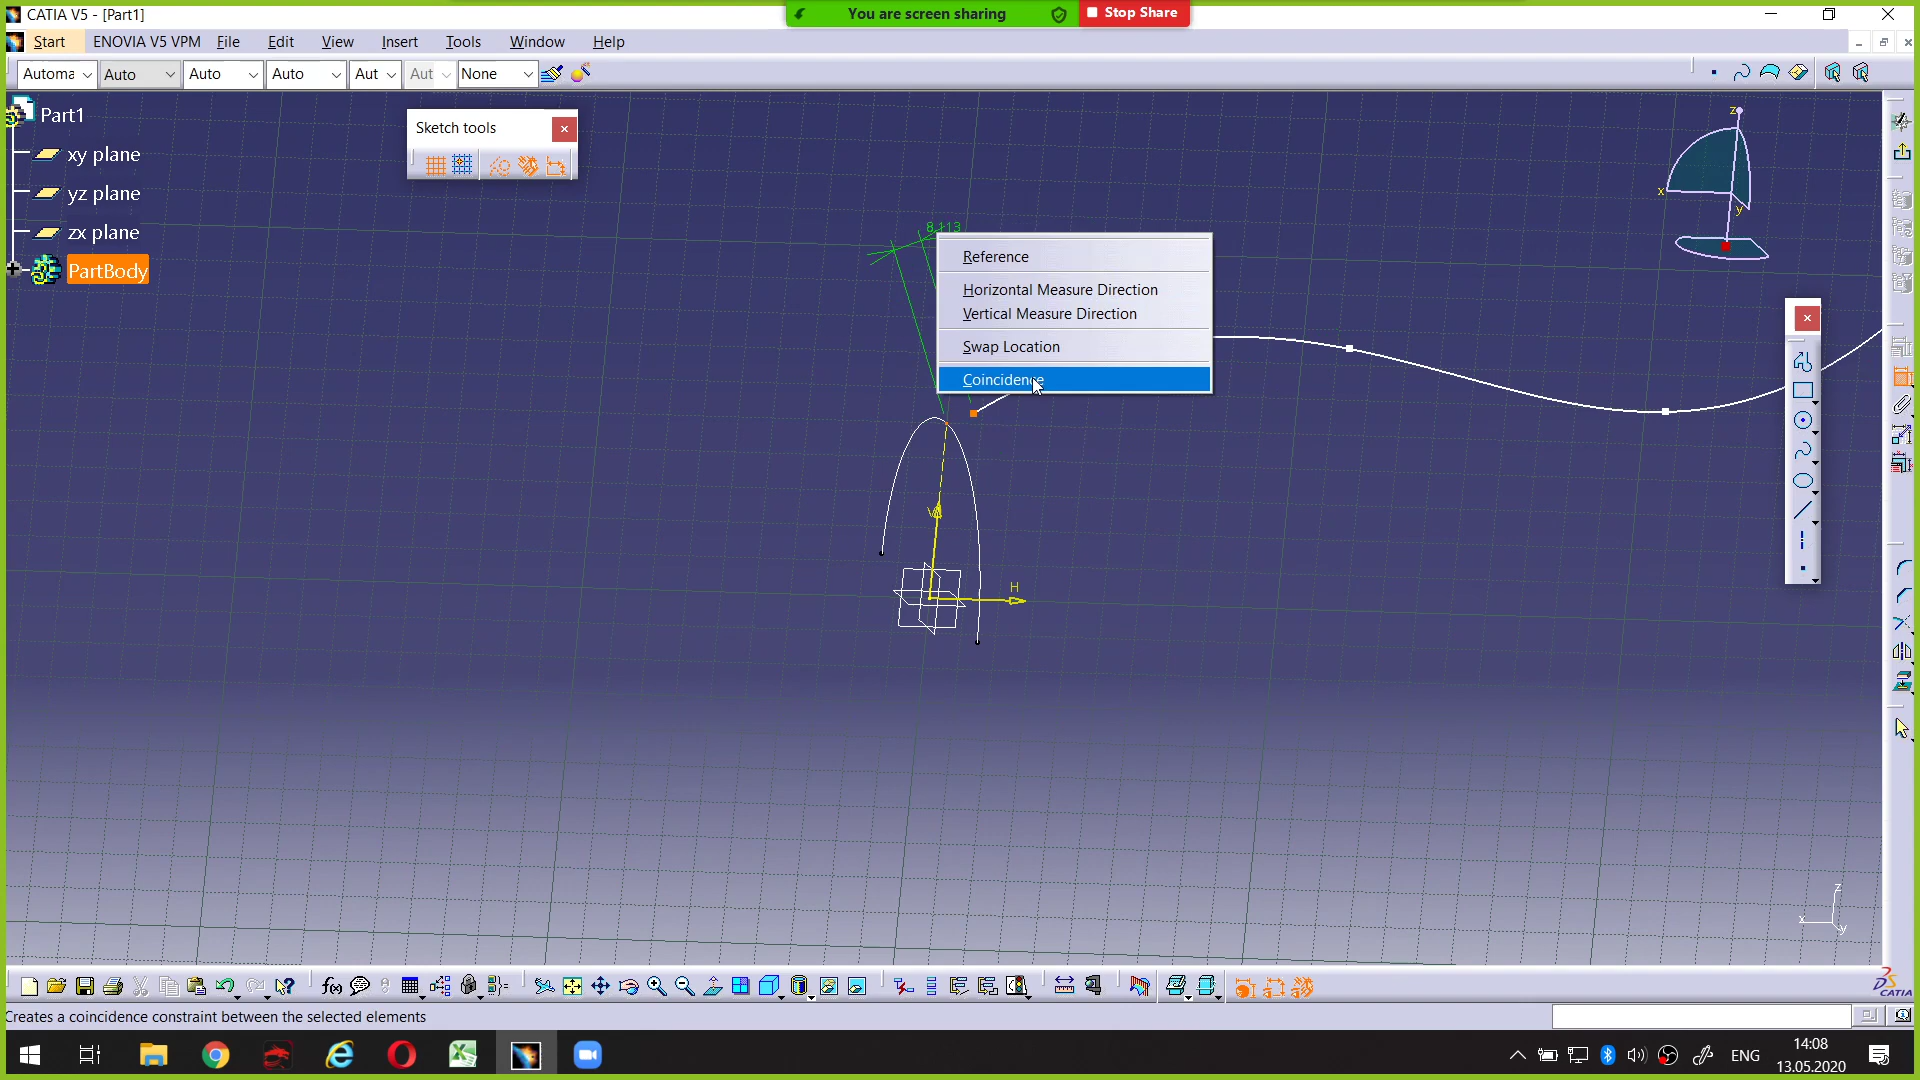 CATIA V5 - [Part1]
You are screen sharing
Stop Share
Start
ENOVIA V5 VPM
File
Edit
View
Insert
Tools
Window
Help
Automa
Auto
Auto
Auto
Aut
Aut
None
Part1
xy plane
yz plane
zx plane
PartBody
Sketch tools
8.113
Reference
Horizontal Measure Direction
Vertical Measure Direction
Swap Location
Coincidence
V
H
z
x
y
z
x
y
f(x)
CATIA
Creates a coincidence constraint between the selected elements
ENG
14:08
13.05.2020